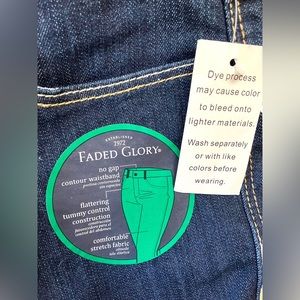 ESTABLISHED
1972
FADED GLORY®
no gap
contour waistband
flattering
tummy control
construction
comfortable
stretch fabric
Dye process
may cause color
to bleed onto
lighter materials.
Wash separately
or with like
colors before
wearing.